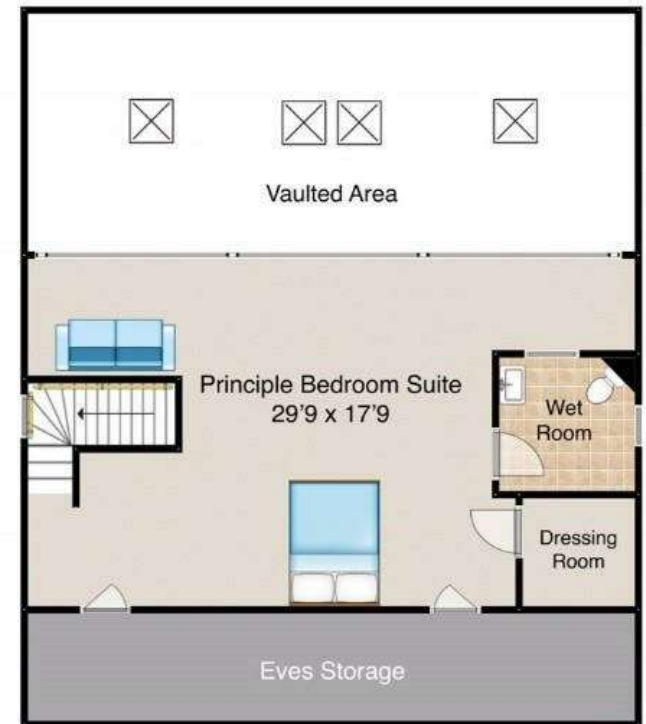 Vaulted Area
Principle Bedroom Suite
29'9 x 17'9
Wet
Room
Dressing
Room
Eves Storage